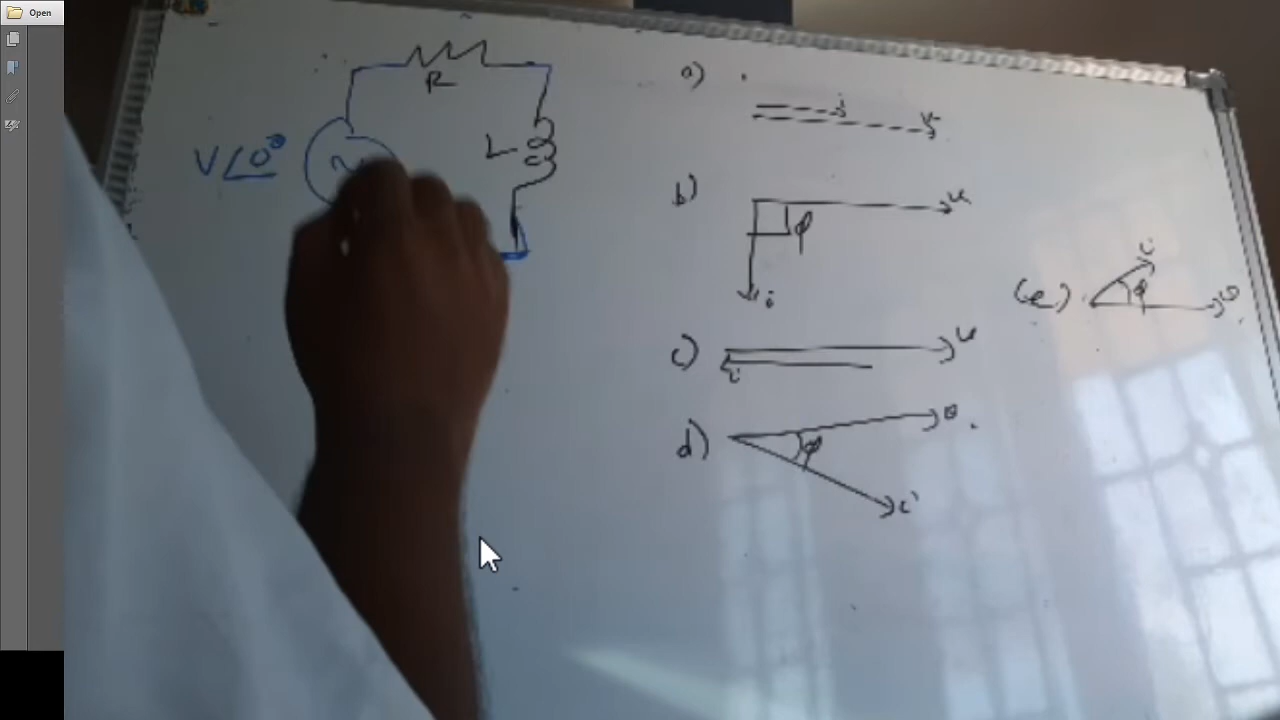 Open
R
V∠0°
L
~
a)
i
v
b)
v
φ
i
c)
v
i
d)
v
φ
i
(e)
i
φ
v